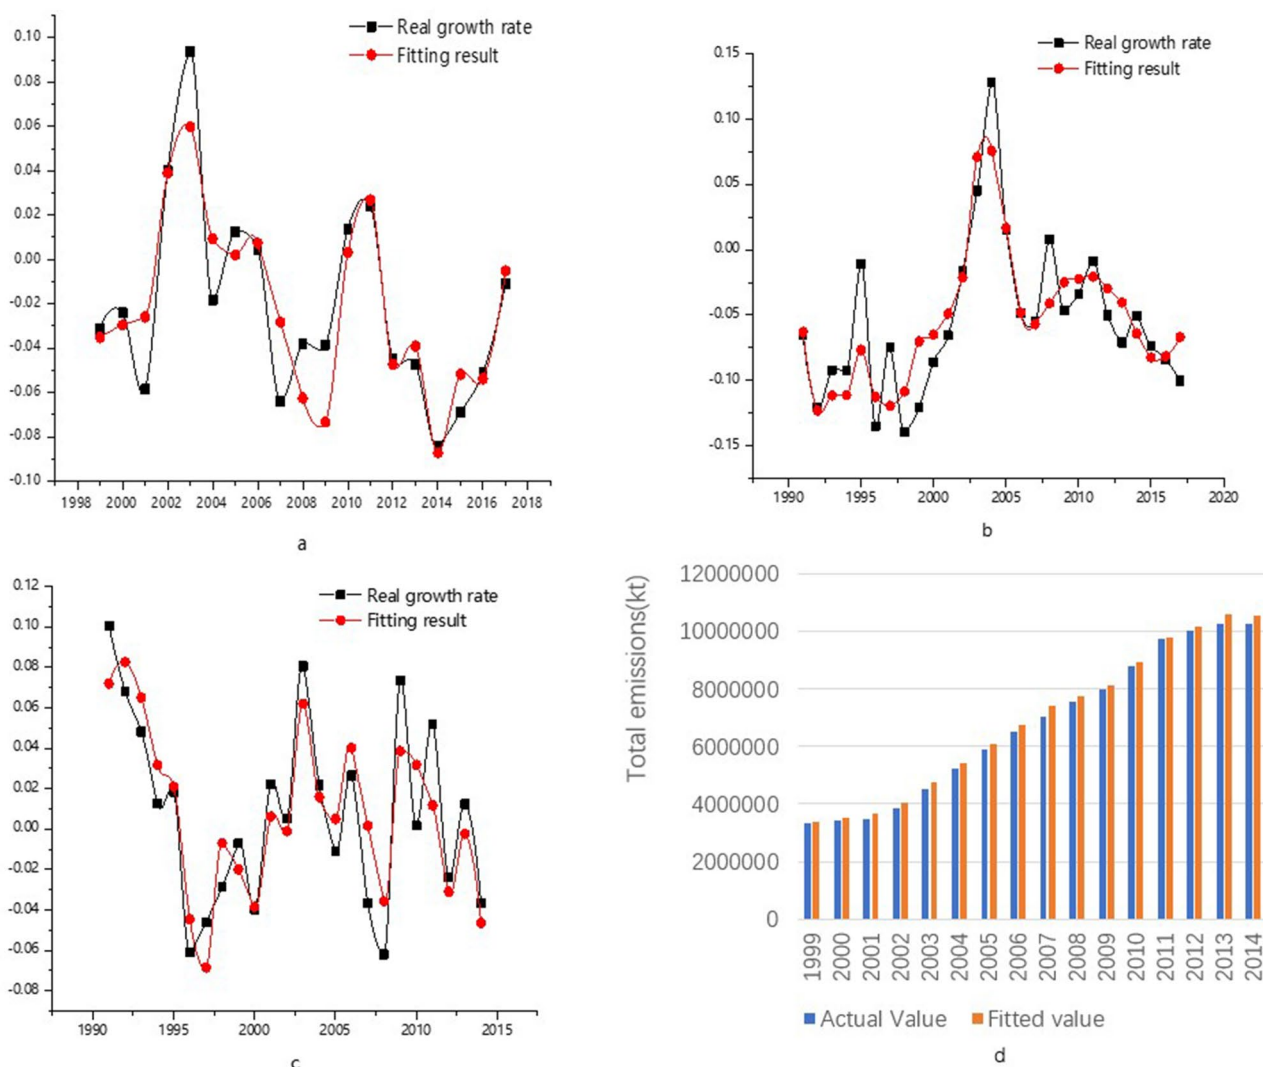 Real growth rate
Fitting result
0.10
0.08
0.06
0.04
0.02
0.00
-0.02
-0.04
-0.06
-0.08
-0.10
1998 2000 2002 2004 2006 2008 2010 2012 2014 2016 2018
a
Real growth rate
Fitting result
0.15
0.10
0.05
0.00
-0.05
-0.10
-0.15
1990 1995 2000 2005 2010 2015 2020
b
Real growth rate
Fitting result
0.12
0.10
0.08
0.06
0.04
0.02
0.00
-0.02
-0.04
-0.06
-0.08
1990 1995 2000 2005 2010 2015
c
Total emissions(kt)
12000000
10000000
8000000
6000000
4000000
2000000
0
1999 2000 2001 2002 2003 2004 2005 2006 2007 2008 2009 2010 2011 2012 2013 2014
Actual Value Fitted value
d